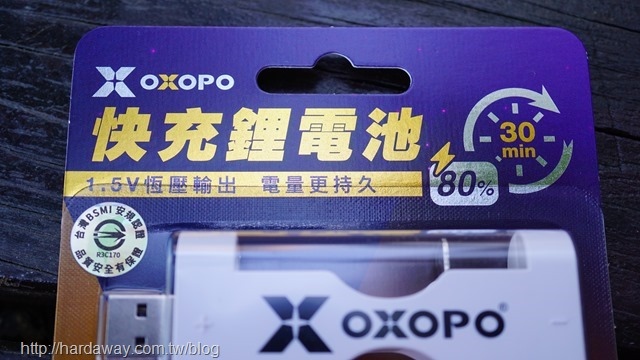 OXOPO
快充鋰電池
30
min
1.5V恆壓輸出 電量更持久
80%
台灣BSMI安規認證
R3C170
品質安全有保障
+
−
OXOPO®
http://hardaway.com.tw/blog